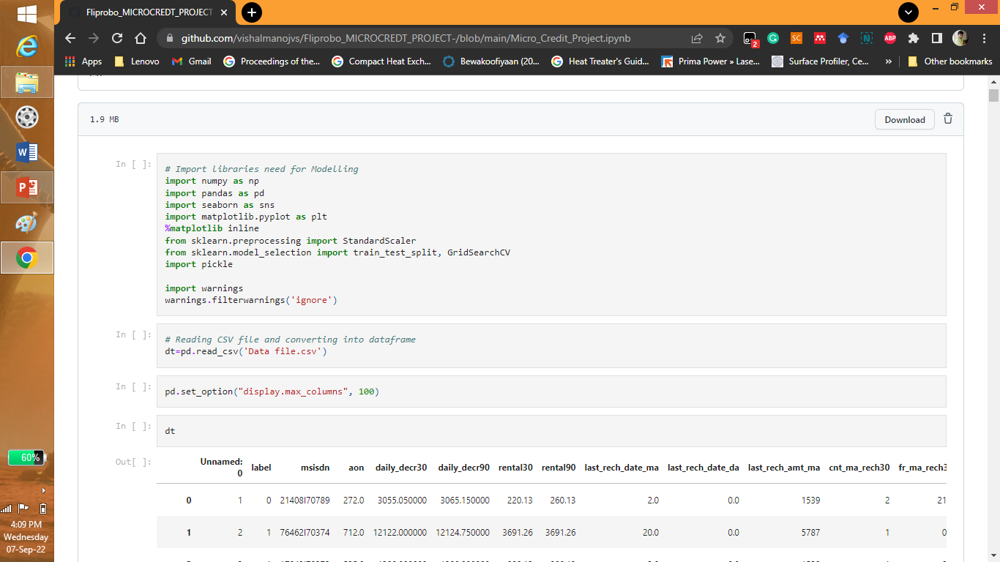 Fliprobo_MICROCREDT_PROJECT
github.com/vishalmanojvs/Fliprobo_MICROCREDT_PROJECT-/blob/main/Micro_Credit_Project.ipynb
2
SC
N
ABP
Apps Lenovo Gmail Proceedings of the... Compact Heat Exch... Bewakoofiyaan (20... Heat Treater's Guid... Prima Power » Lase... Surface Profiler, Ce... » Other bookmarks
1.9 MB
Download
In [ ]:
# Import libraries need for Modelling
import numpy as np
import pandas as pd
import seaborn as sns
import matplotlib.pyplot as plt
%matplotlib inline
from sklearn.preprocessing import StandardScaler
from sklearn.model_selection import train_test_split, GridSearchCV
import pickle
import warnings
warnings.filterwarnings('ignore')
In [ ]:
# Reading CSV file and converting into dataframe
dt=pd.read_csv('Data file.csv')
In [ ]:
pd.set_option("display.max_columns", 100)
In [ ]:
dt
Out[ ]:
Unnamed: 0 label msisdn aon daily_decr30 daily_decr90 rental30 rental90 last_rech_date_ma last_rech_date_da last_rech_amt_ma cnt_ma_rech30 fr_ma_rech3
0 1 0 21408I70789 272.0 3055.050000 3065.150000 220.13 260.13 2.0 0.0 1539 2 21
1 2 1 76462I70374 712.0 12122.000000 12124.750000 3691.26 3691.26 20.0 0.0 5787 1 0
60%
4:09 PM
Wednesday
07-Sep-22